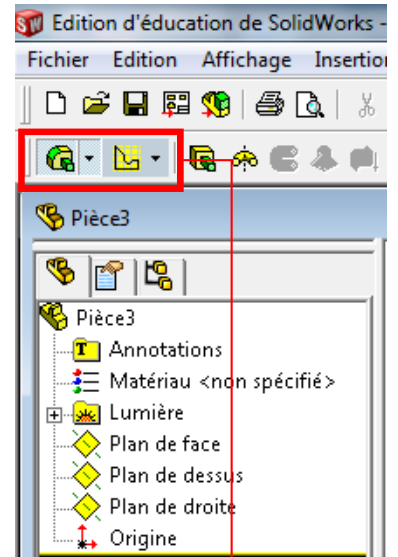 Edition d'éducation de SolidWorks -
Fichier Edition Affichage Insertion
Pièce3
Pièce3
Annotations
Matériau <non spécifié>
Lumière
Plan de face
Plan de dessus
Plan de droite
Origine